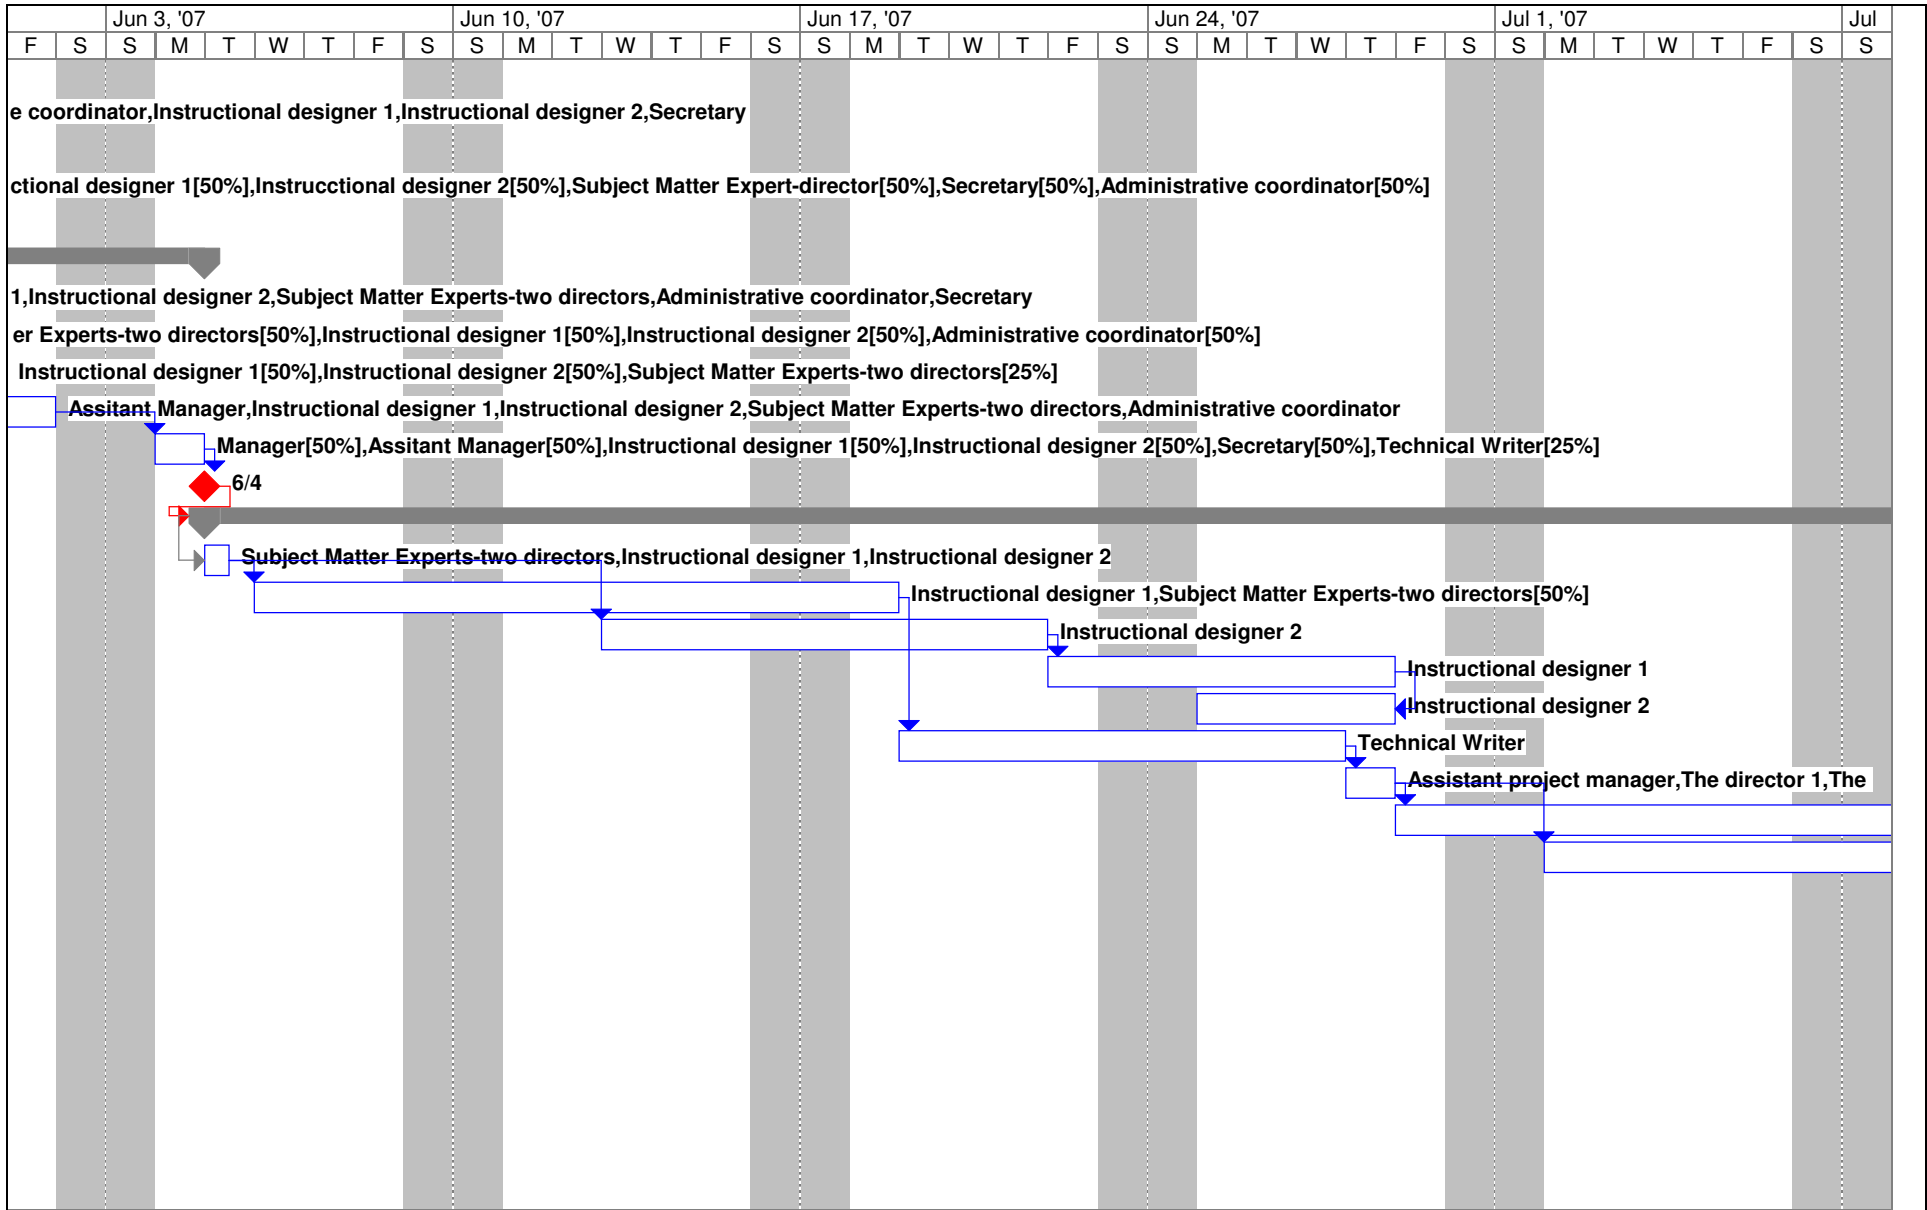 Jun 3, '07 Jun 10, '07 Jun 17, '07 Jun 24, '07 Jul 1, '07 Jul
F S S M T W T F S S M T W T F S S M T W T F S S M T W T F S S M T W T F S S
e coordinator,Instructional designer 1,Instructional designer 2,Secretary
ctional designer 1[50%],Instrucctional designer 2[50%],Subject Matter Expert-director[50%],Secretary[50%],Administrative coordinator[50%]
1,Instructional designer 2,Subject Matter Experts-two directors,Administrative coordinator,Secretary
er Experts-two directors[50%],Instructional designer 1[50%],Instructional designer 2[50%],Administrative coordinator[50%]
Instructional designer 1[50%],Instructional designer 2[50%],Subject Matter Experts-two directors[25%]
Assitant Manager,Instructional designer 1,Instructional designer 2,Subject Matter Experts-two directors,Administrative coordinator
Manager[50%],Assitant Manager[50%],Instructional designer 1[50%],Instructional designer 2[50%],Secretary[50%],Technical Writer[25%]
6/4
Subject Matter Experts-two directors,Instructional designer 1,Instructional designer 2
Instructional designer 1,Subject Matter Experts-two directors[50%]
Instructional designer 2
Instructional designer 1
Instructional designer 2
Technical Writer
Assistant project manager,The director 1,The